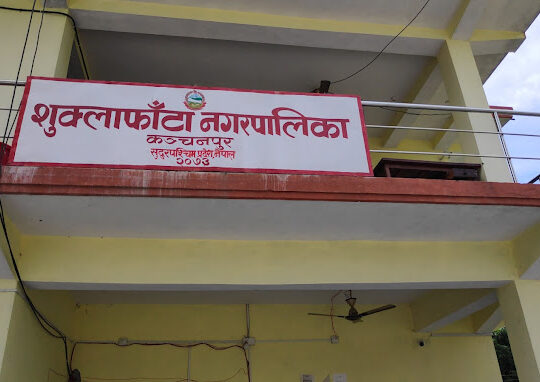 शुक्लाफाँटा नगरपालिका
कञ्चनपुर
सुदुरपश्चिम प्रदेश, नेपाल
२०७३